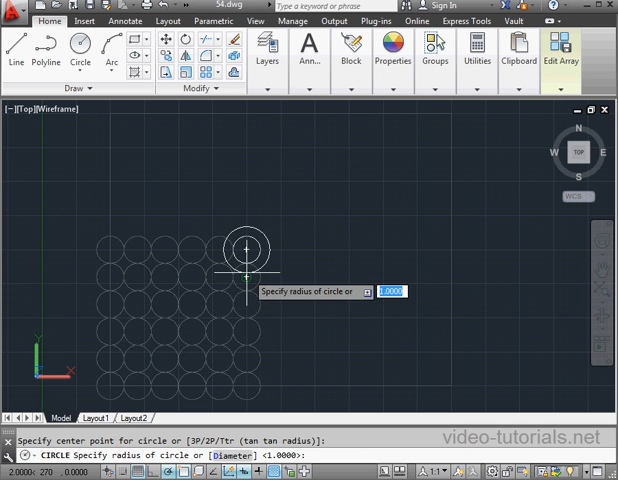 54.dwg
Type a keyword or phrase
Sign In
Home Insert Annotate Layout Parametric View Manage Output Plug-ins Online Express Tools Vault
Line Polyline Circle Arc
Layers Ann... Block Properties Groups Utilities Clipboard Edit Array
Draw Modify
[−][Top][Wireframe]
N
W TOP E
S
WCS
Specify radius of circle or 1.0000
Y
X
Model Layout1 Layout2
Specify center point for circle or [3P/2P/Ttr (tan tan radius)]:
video-tutorials.net
CIRCLE Specify radius of circle or [Diameter] <1.0000>:
2.0000< 270 , 0.0000
1:1